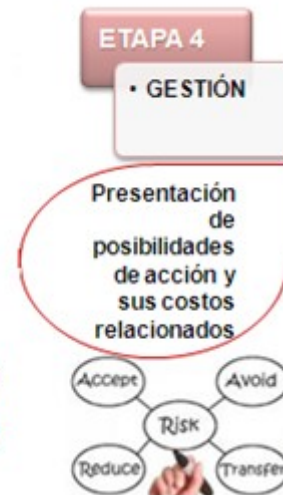 ETAPA 4
• GESTIÓN
Presentación
de
posibilidades
de acción y
sus costos
relacionados
Accept
Avoid
Risk
Reduce
Transfer